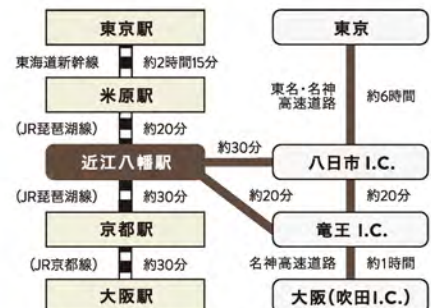 東京駅
東京
東海道新幹線
約2時間15分
東名・名神
高速道路
約6時間
米原駅
(JR琵琶湖線)
約20分
約30分
近江八幡駅
八日市 I.C.
(JR琵琶湖線)
約30分
約20分
約20分
京都駅
竜王 I.C.
(JR京都線)
約30分
名神高速道路
約1時間
大阪駅
大阪(吹田I.C.)